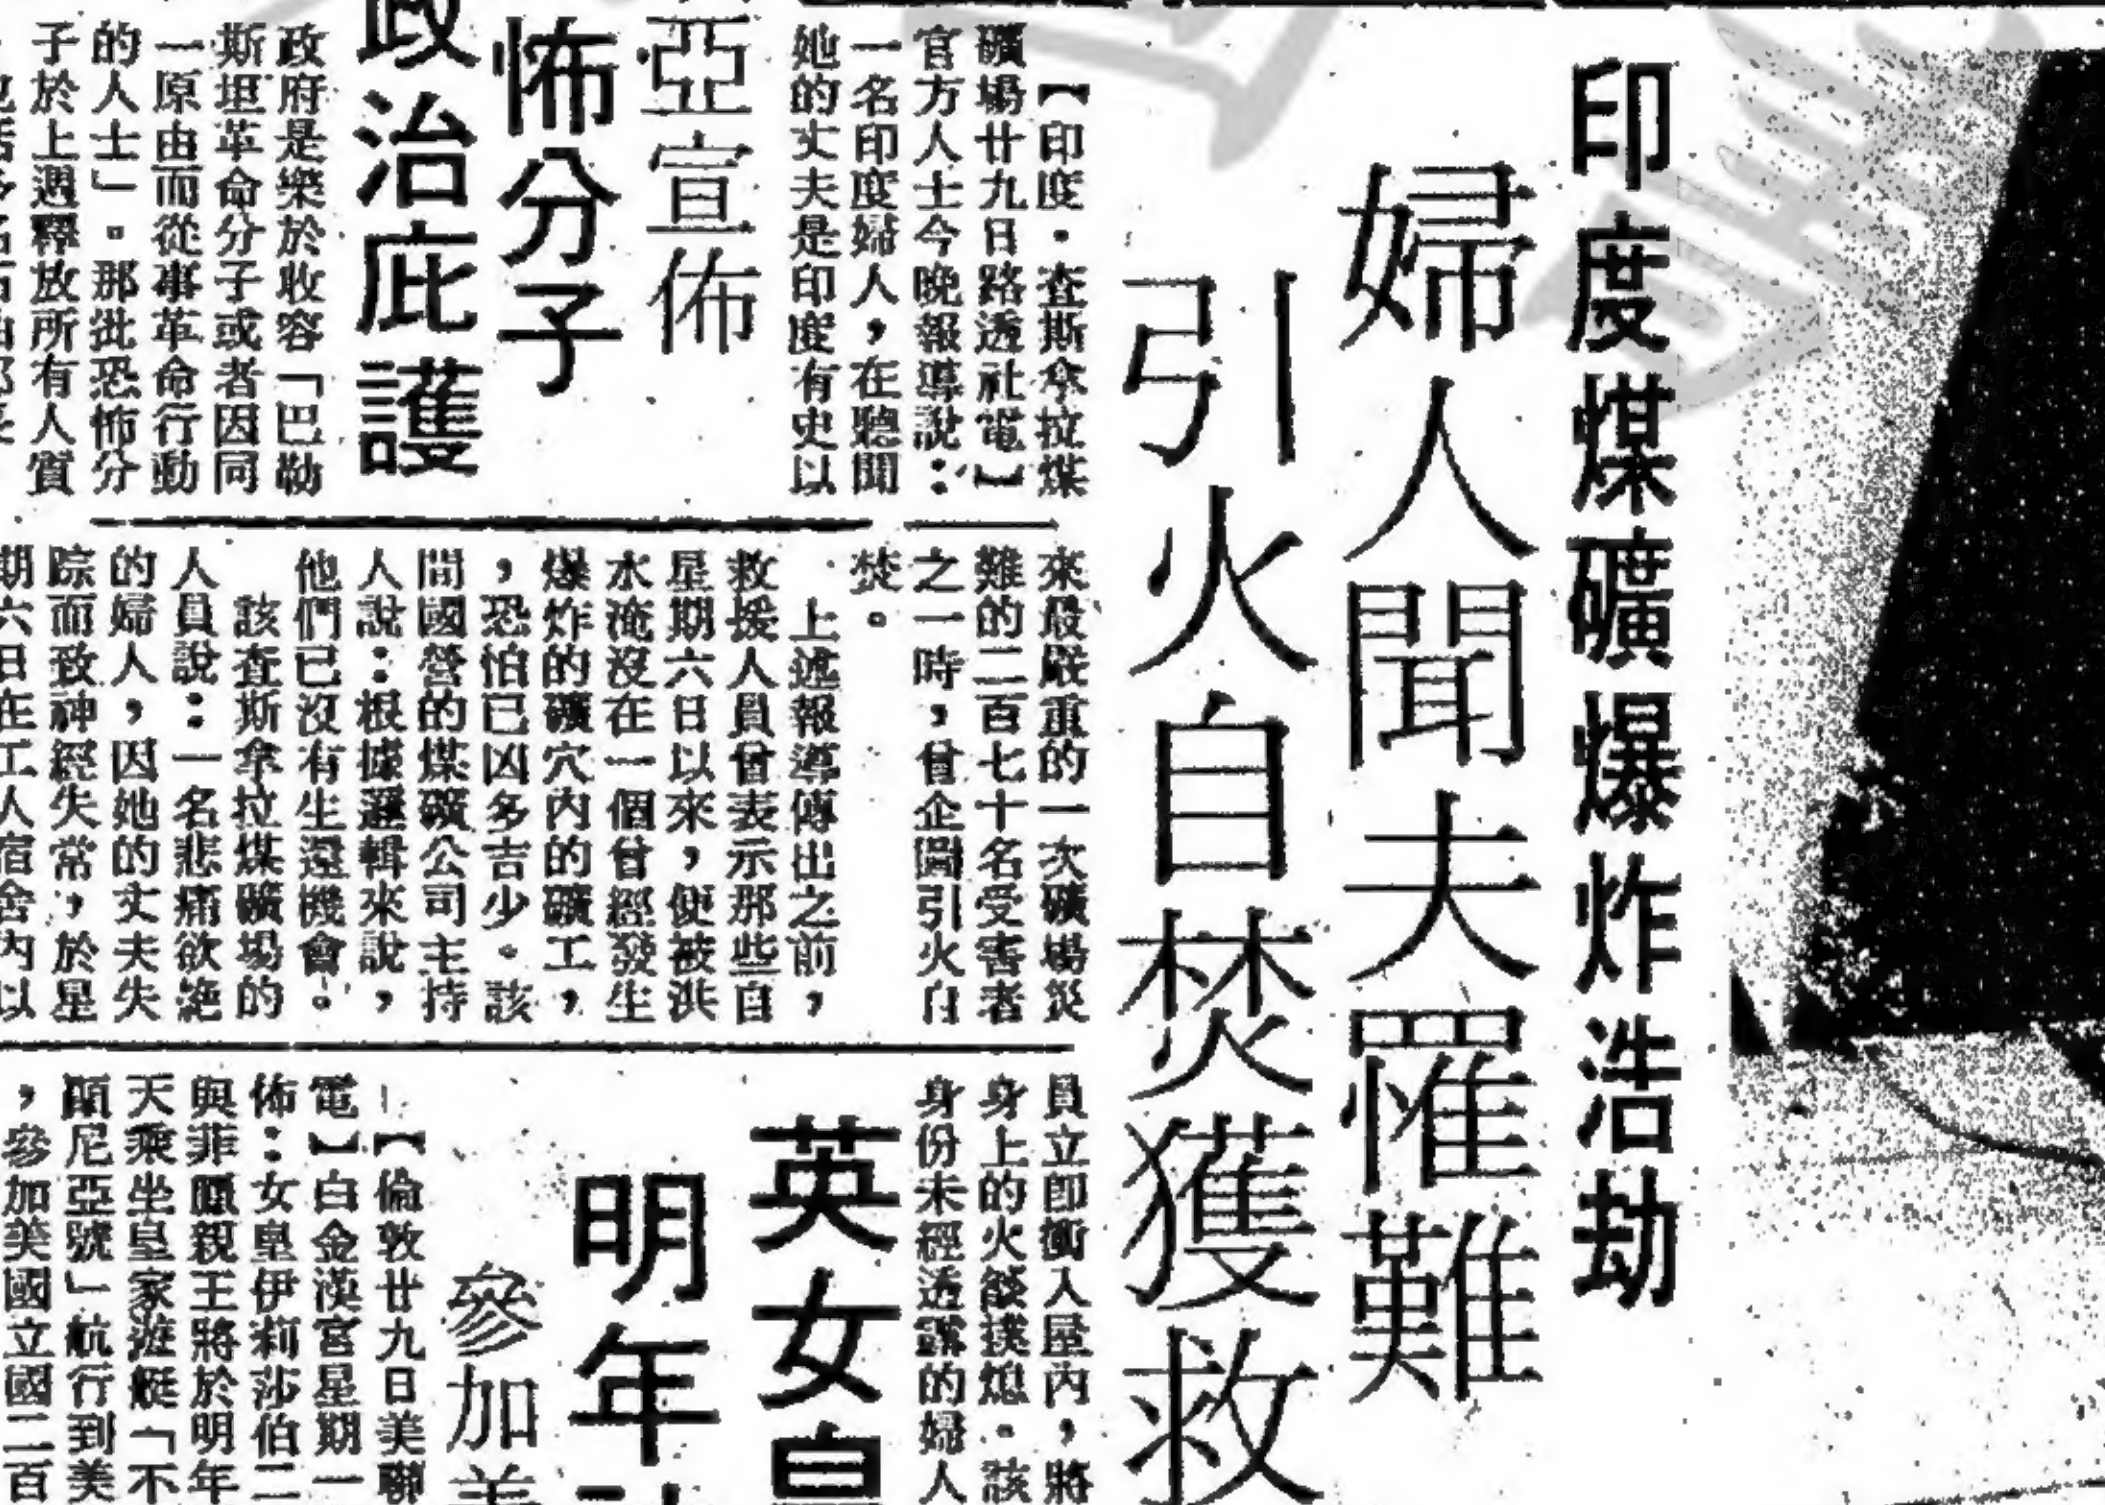 印度煤礦爆炸浩劫
婦人聞夫罹難
引火自焚獲救
【印度·查斯拿拉煤
礦場廿九日路透社電】
官方人士今晚報導說：
一名印度婦人，在聽聞
她的丈夫是印度有史以
來最嚴重的一次礦場災
難的二百七十名受害者
之一時，曾企圖引火自
焚。
上述報導傳出之前，
救援人員曾表示那些自
星期六日以來，便被洪
水淹沒在一個曾經發生
爆炸的礦穴內的礦工，
恐怕已凶多吉少。該
間國營的煤礦公司主持
人說：根據邏輯來說，
他們已沒有生還機會。
該查斯拿拉煤礦場的
人員說：一名悲痛欲絕
的婦人，因她的丈夫失
踪而致神經失常，於星
期六日在工人宿舍內以
員立即衝入屋內，將
身上的火燄撲熄。該
身份未經透露的婦人
亞宣佈
怖分子
政治庇護
政府是樂於收容「巴勒
斯坦革命分子或者因同
一原由而從事革命行動
的人士」。那批恐怖分
子於上週釋放所有人質
英女皇
明年
參加美
【倫敦廿九日美聯
電】白金漢宮星期一
佈：女皇伊莉莎伯二
與菲臘親王將於明年
天乘坐皇家遊艇「不
顛尼亞號」航行到美
，參加美國立國二百